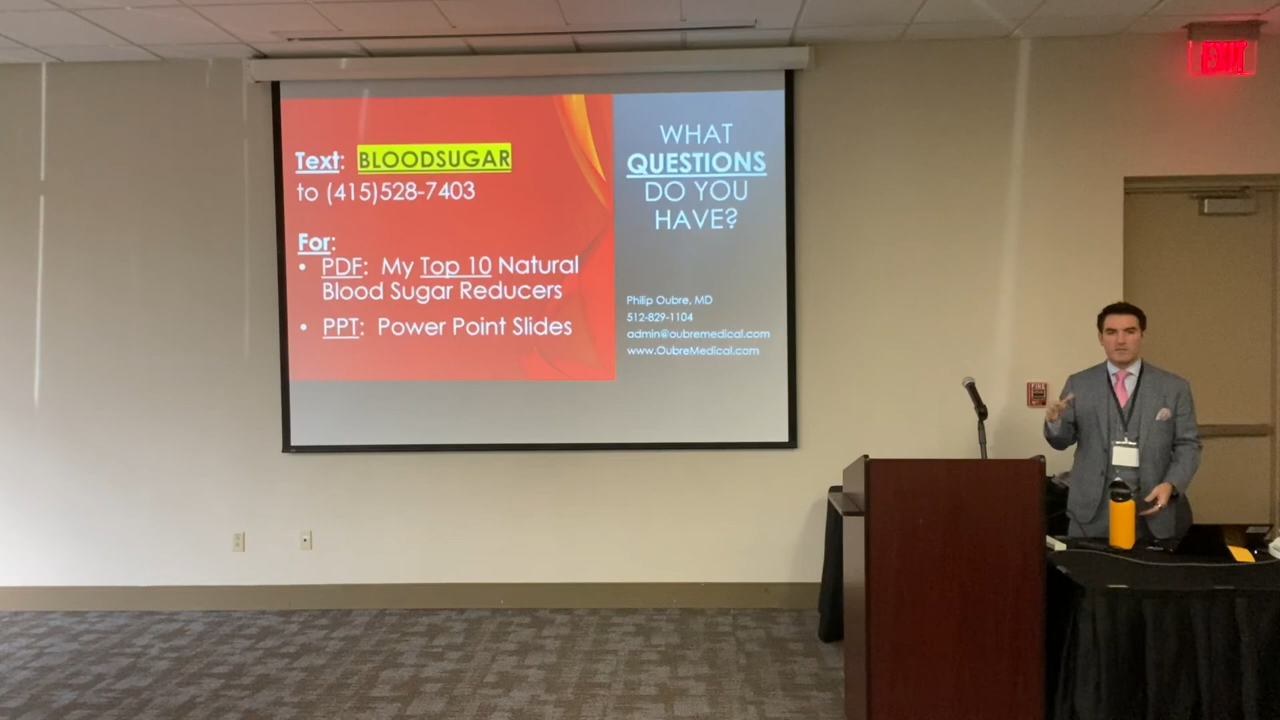 Text: BLOODSUGAR
to (415)528-7403
For:
• PDF: My Top 10 Natural
Blood Sugar Reducers
• PPT: Power Point Slides
WHAT
QUESTIONS
DO YOU
HAVE?
Philip Oubre, MD
512-829-1104
admin@oubremedical.com
www.OubreMedical.com
EXIT
FIRE